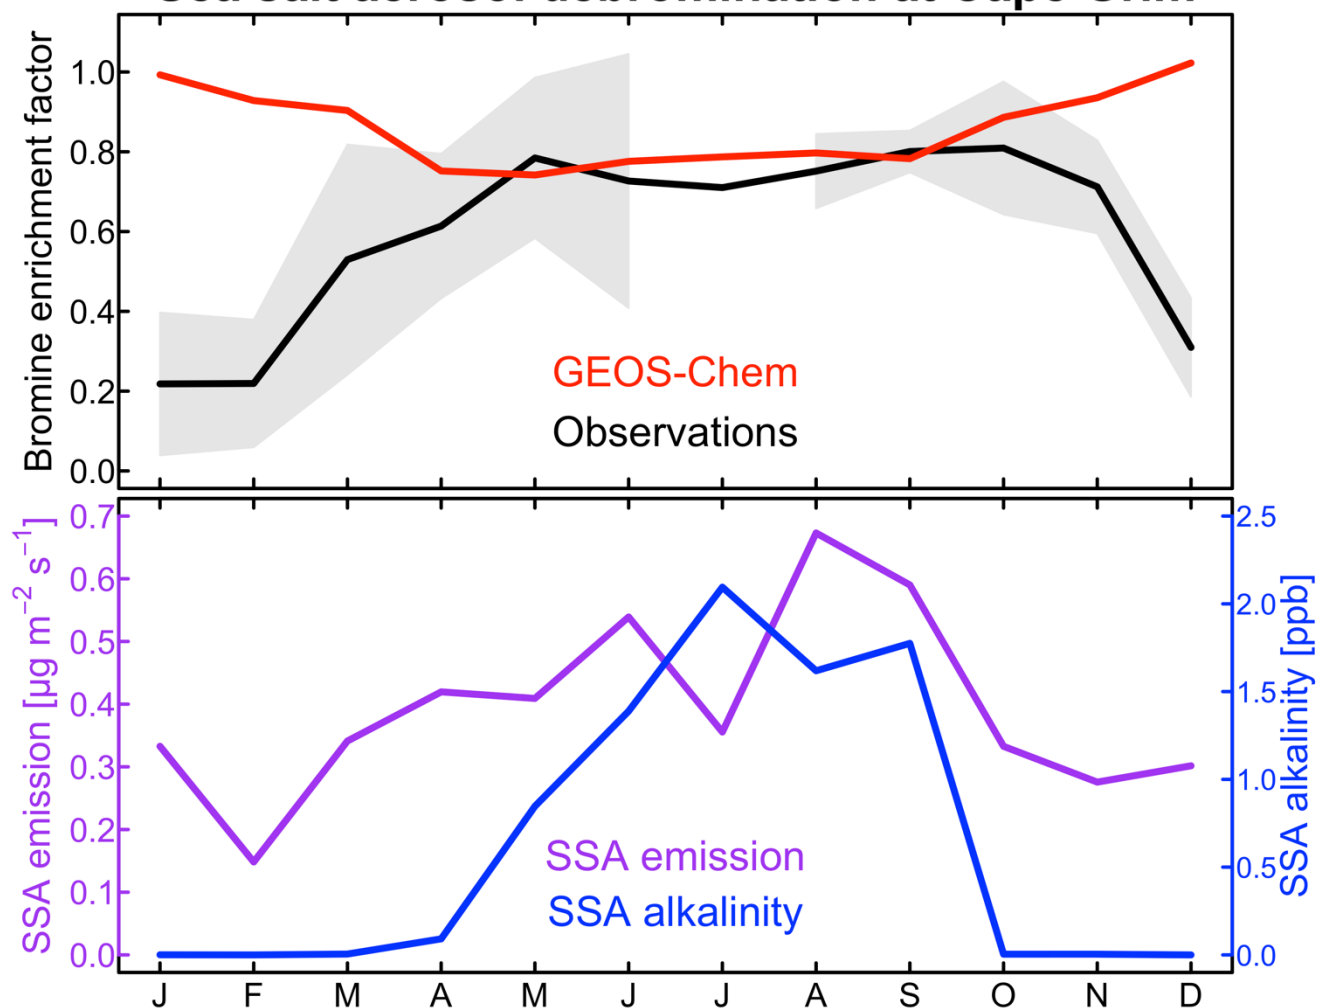 Bromine enrichment factor
1.0
0.8
0.6
0.4
0.2
0.0
GEOS-Chem
Observations
SSA emission [µg m⁻² s⁻¹]
0.7
0.6
0.5
0.4
0.3
0.2
0.1
0.0
SSA emission
SSA alkalinity
2.5
2.0
1.5
1.0
0.5
0.0
SSA alkalinity [ppb]
J F M A M J J A S O N D